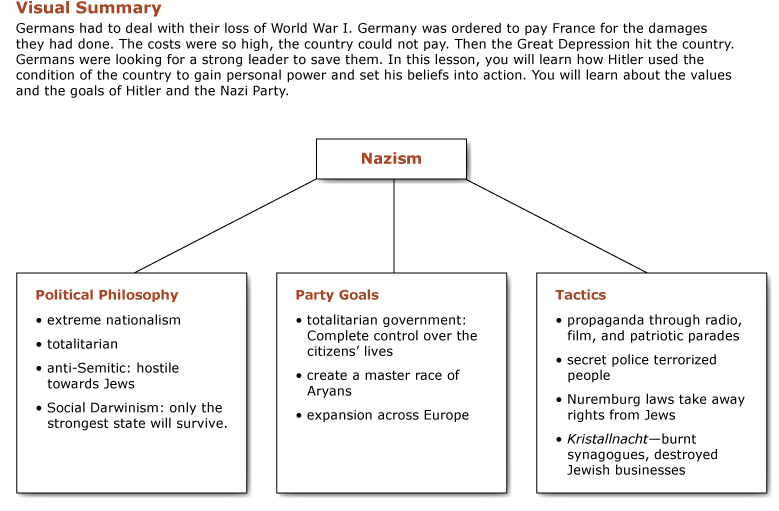 Visual Summary
Germans had to deal with their loss of World War I. Germany was ordered to pay France for the damages
they had done. The costs were so high, the country could not pay. Then the Great Depression hit the country.
Germans were looking for a strong leader to save them. In this lesson, you will learn how Hitler used the
condition of the country to gain personal power and set his beliefs into action. You will learn about the values
and the goals of Hitler and the Nazi Party.
Nazism
Political Philosophy
• extreme nationalism
• totalitarian
• anti-Semitic: hostile
towards Jews
• Social Darwinism: only the
strongest state will survive.
Party Goals
• totalitarian government:
Complete control over the
citizens’ lives
• create a master race of
Aryans
• expansion across Europe
Tactics
• propaganda through radio,
film, and patriotic parades
• secret police terrorized
people
• Nuremburg laws take away
rights from Jews
• Kristallnacht—burnt
synagogues, destroyed
Jewish businesses